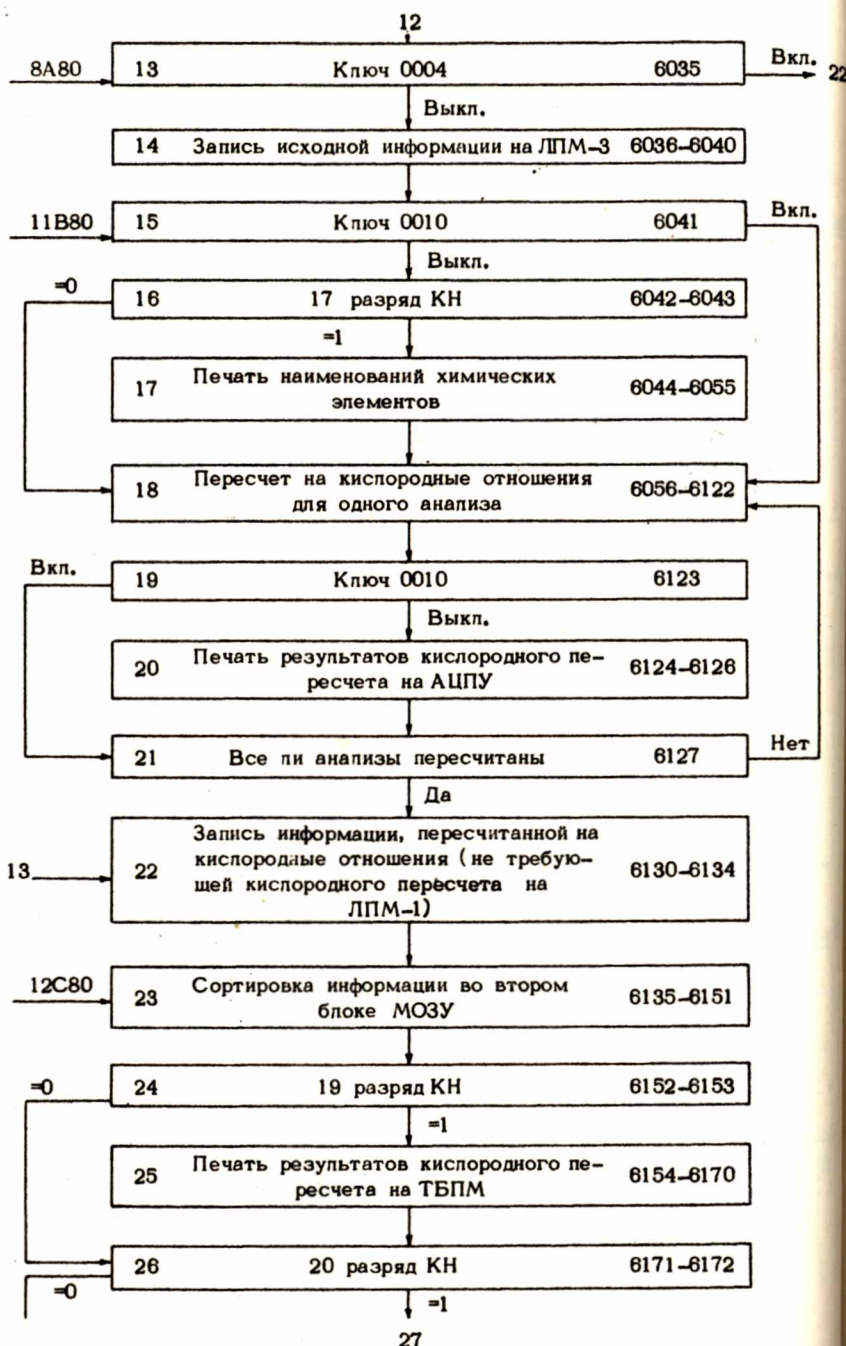 12
8А80 13 Ключ 0004 6035 Вкл. 22
Выкл.
14 Запись исходной информации на ЛПМ-3 6036-6040
11В80 15 Ключ 0010 6041 Вкл.
Выкл.
=0 16 17 разряд КН 6042-6043
=1
17 Печать наименований химических
элементов 6044-6055
18 Пересчет на кислородные отношения
для одного анализа 6056-6122
Вкл. 19 Ключ 0010 6123
Выкл.
20 Печать результатов кислородного пе-
ресчета на АЦПУ 6124-6126
21 Все ли анализы пересчитаны 6127 Нет
Да
Запись информации, пересчитанной на
кислородные отношения (не требую-
13 22 щей кислородного пересчета на 6130-6134
ЛПМ-1)
12С80 23 Сортировка информации во втором
блоке МОЗУ 6135-6151
=0 24 19 разряд КН 6152-6153
=1
25 Печать результатов кислородного пе-
ресчета на ТБПМ 6154-6170
26 20 разряд КН 6171-6172
=0 =1
27